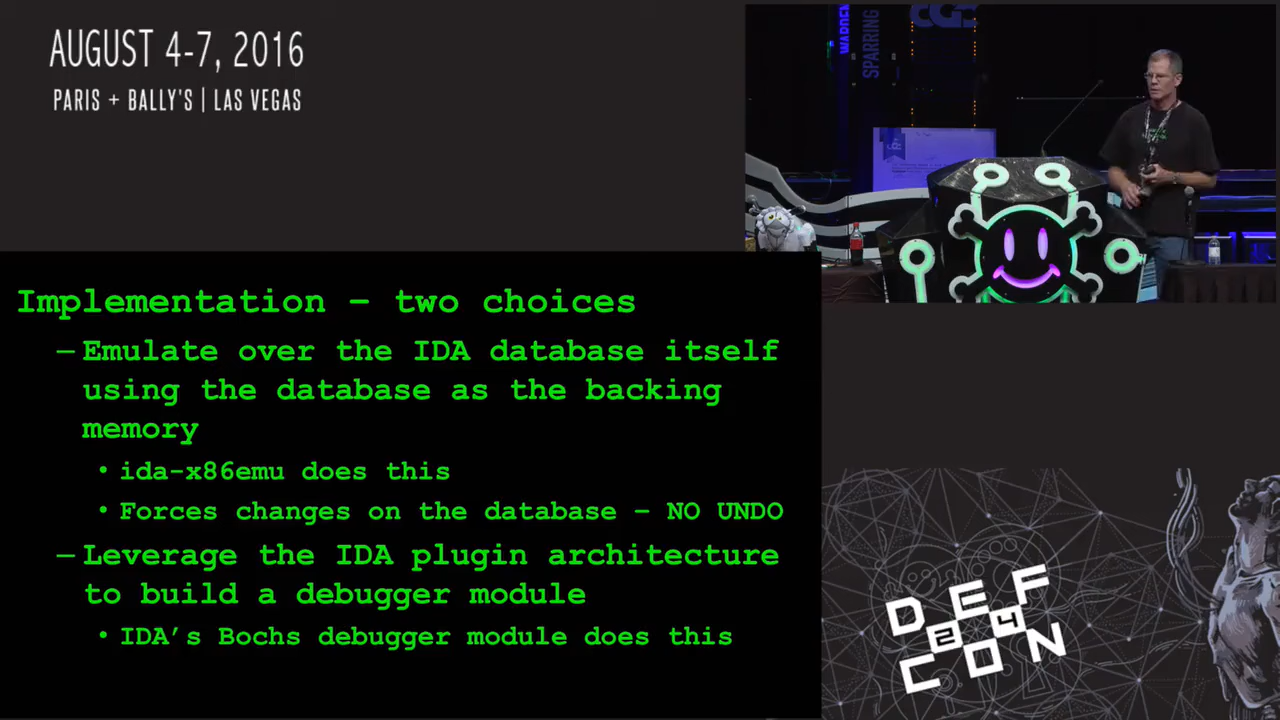 AUGUST 4-7, 2016
PARIS + BALLY'S | LAS VEGAS
WARDEN
SPARRING
Implementation – two choices
– Emulate over the IDA database itself
using the database as the backing
memory
• ida-x86emu does this
• Forces changes on the database – NO UNDO
– Leverage the IDA plugin architecture
to build a debugger module
• IDA’s Bochs debugger module does this
DEF
24
CON